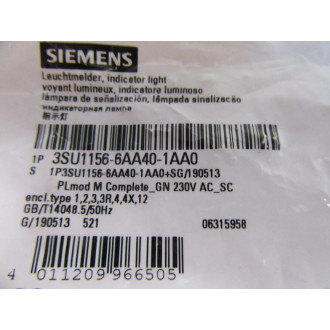 SIEMENS
Leuchtmelder, indicator light
voyant lumineux, indicatore luminoso
lámpara de señalización, lâmpada sinalização
индикаторная лампа
指示灯
1P 3SU1156-6AA40-1AA0
S 1P3SU1156-6AA40-1AA0+SG/190513
PLmod M Complete_GN 230V AC_SC
encl.type 1,2,3,3R,4,4X,12
GB/T14048.5/50Hz
G/190513 521 06315958
4 011209 966505